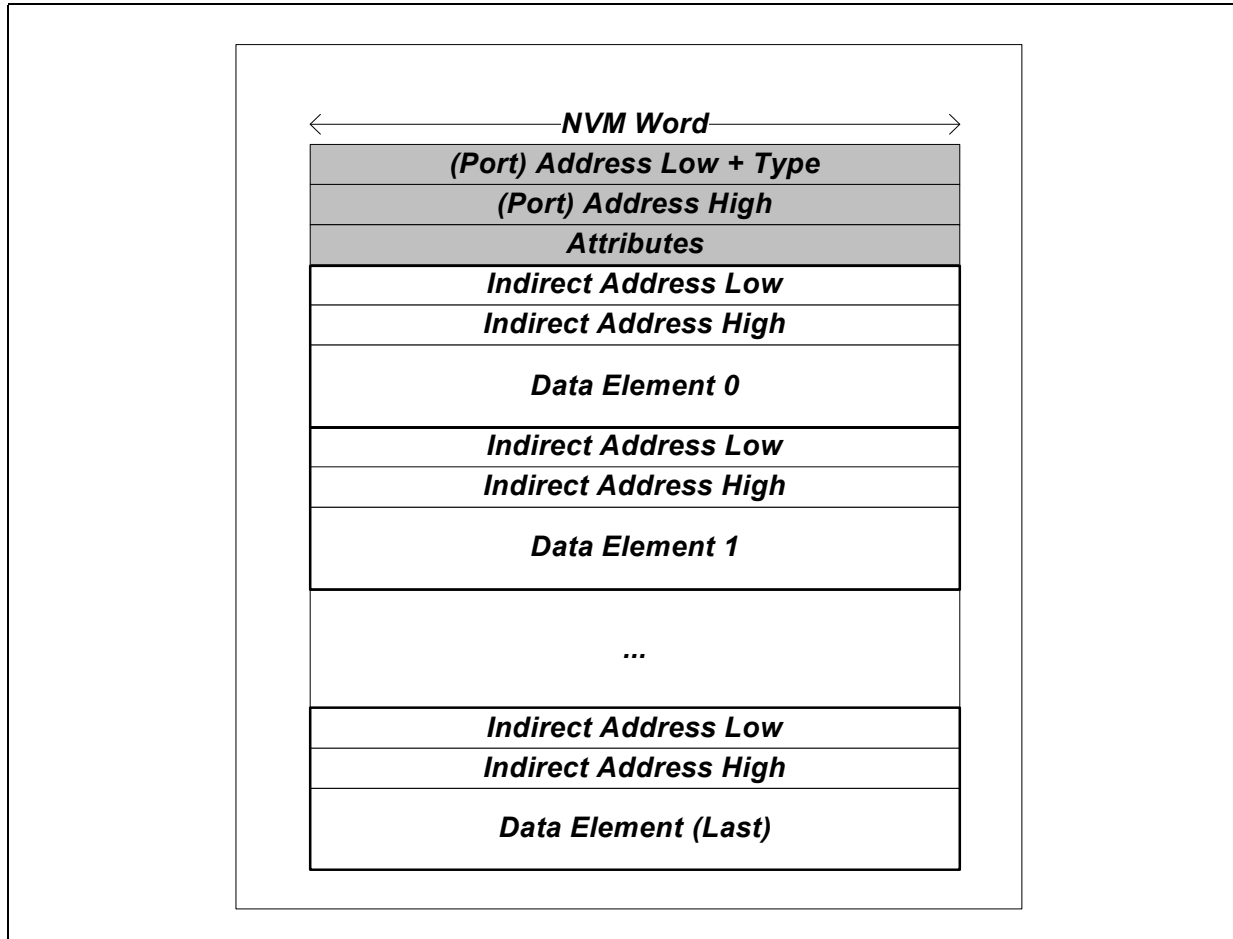 NVM Word
(Port) Address Low + Type
(Port) Address High
Attributes
Indirect Address Low
Indirect Address High
Data Element 0
Indirect Address Low
Indirect Address High
Data Element 1
...
Indirect Address Low
Indirect Address High
Data Element (Last)